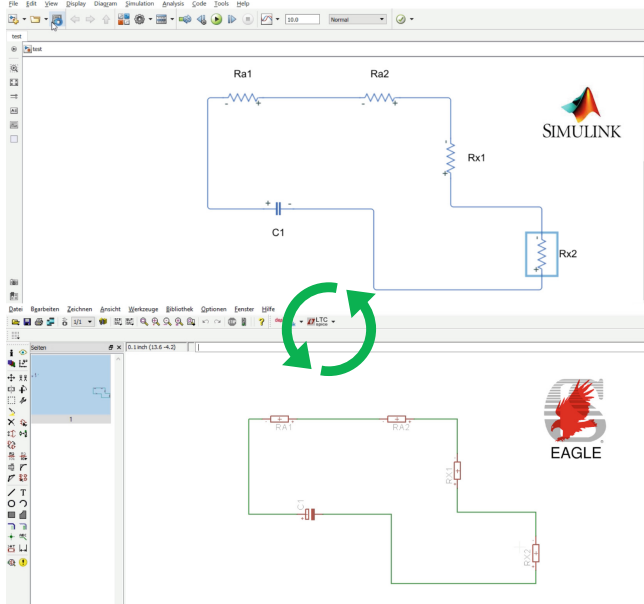 File Edit View Display Diagram Simulation Analysis Code Tools Help
10.0 Normal
test
test
Ra1 Ra2
SIMULINK
Rx1
+ -
C1
Rx2
Datei Bearbeiten Zeichnen Ansicht Werkzeuge Bibliothek Optionen Fenster Hilfe
1/1 LTC
Seiten 0.1 inch (13.6 -4.2)
1
RA1 RA2
EAGLE
RX1
C1
RX2